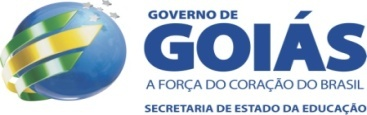 GOVERNO DE
GOIÁS
A FORÇA DO CORAÇÃO DO BRASIL
SECRETARIA DE ESTADO DA EDUCAÇÃO